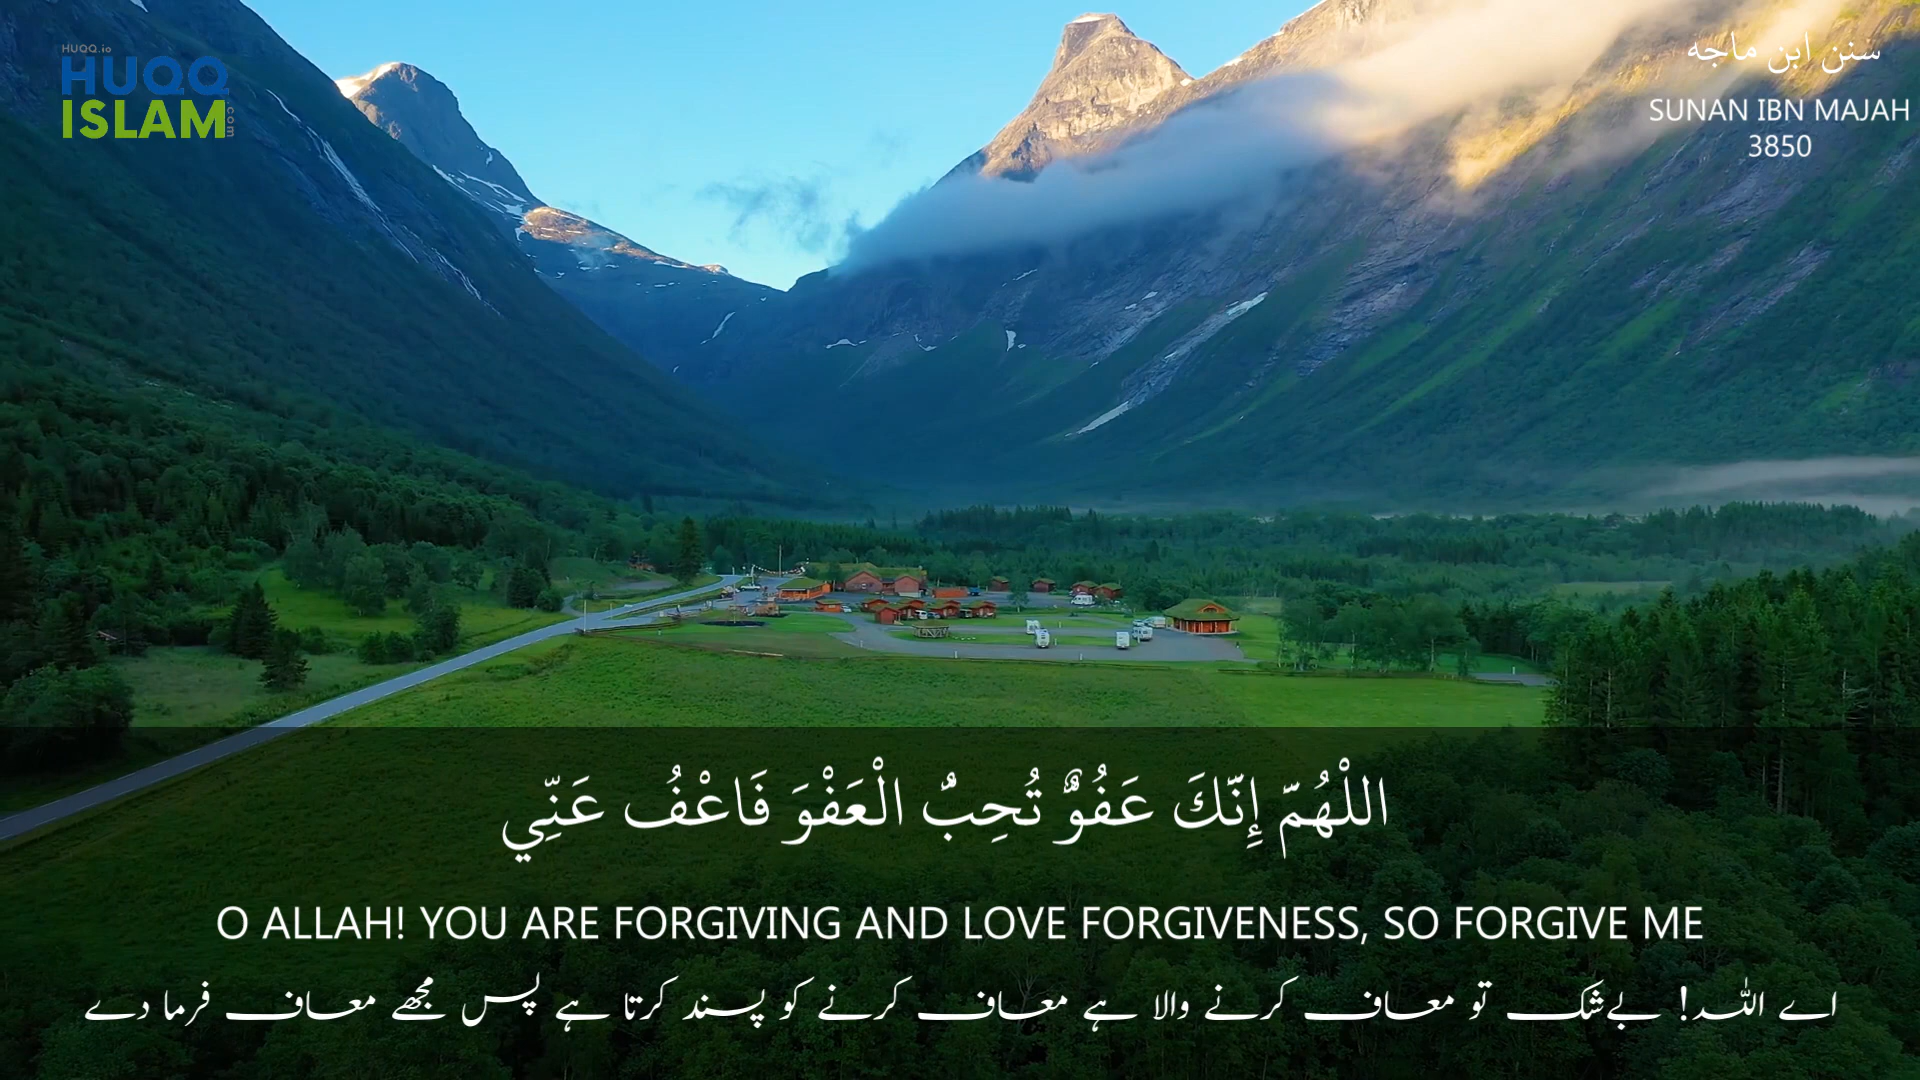 HUQQ.io
HUQQ
ISLAM
.com
سنن ابن ماجه
SUNAN IBN MAJAH
3850
اللْهُمّ إِنّكَ عَفُوٌّ تُحِبُّ الْعَفْوَ فَاعْفُ عَنِّي
O ALLAH! YOU ARE FORGIVING AND LOVE FORGIVENESS, SO FORGIVE ME
اے اللہ! بےشک تو معاف کرنے والا ہے معاف کرنے کو پسند کرتا ہے پس مجھے معاف فرما دے